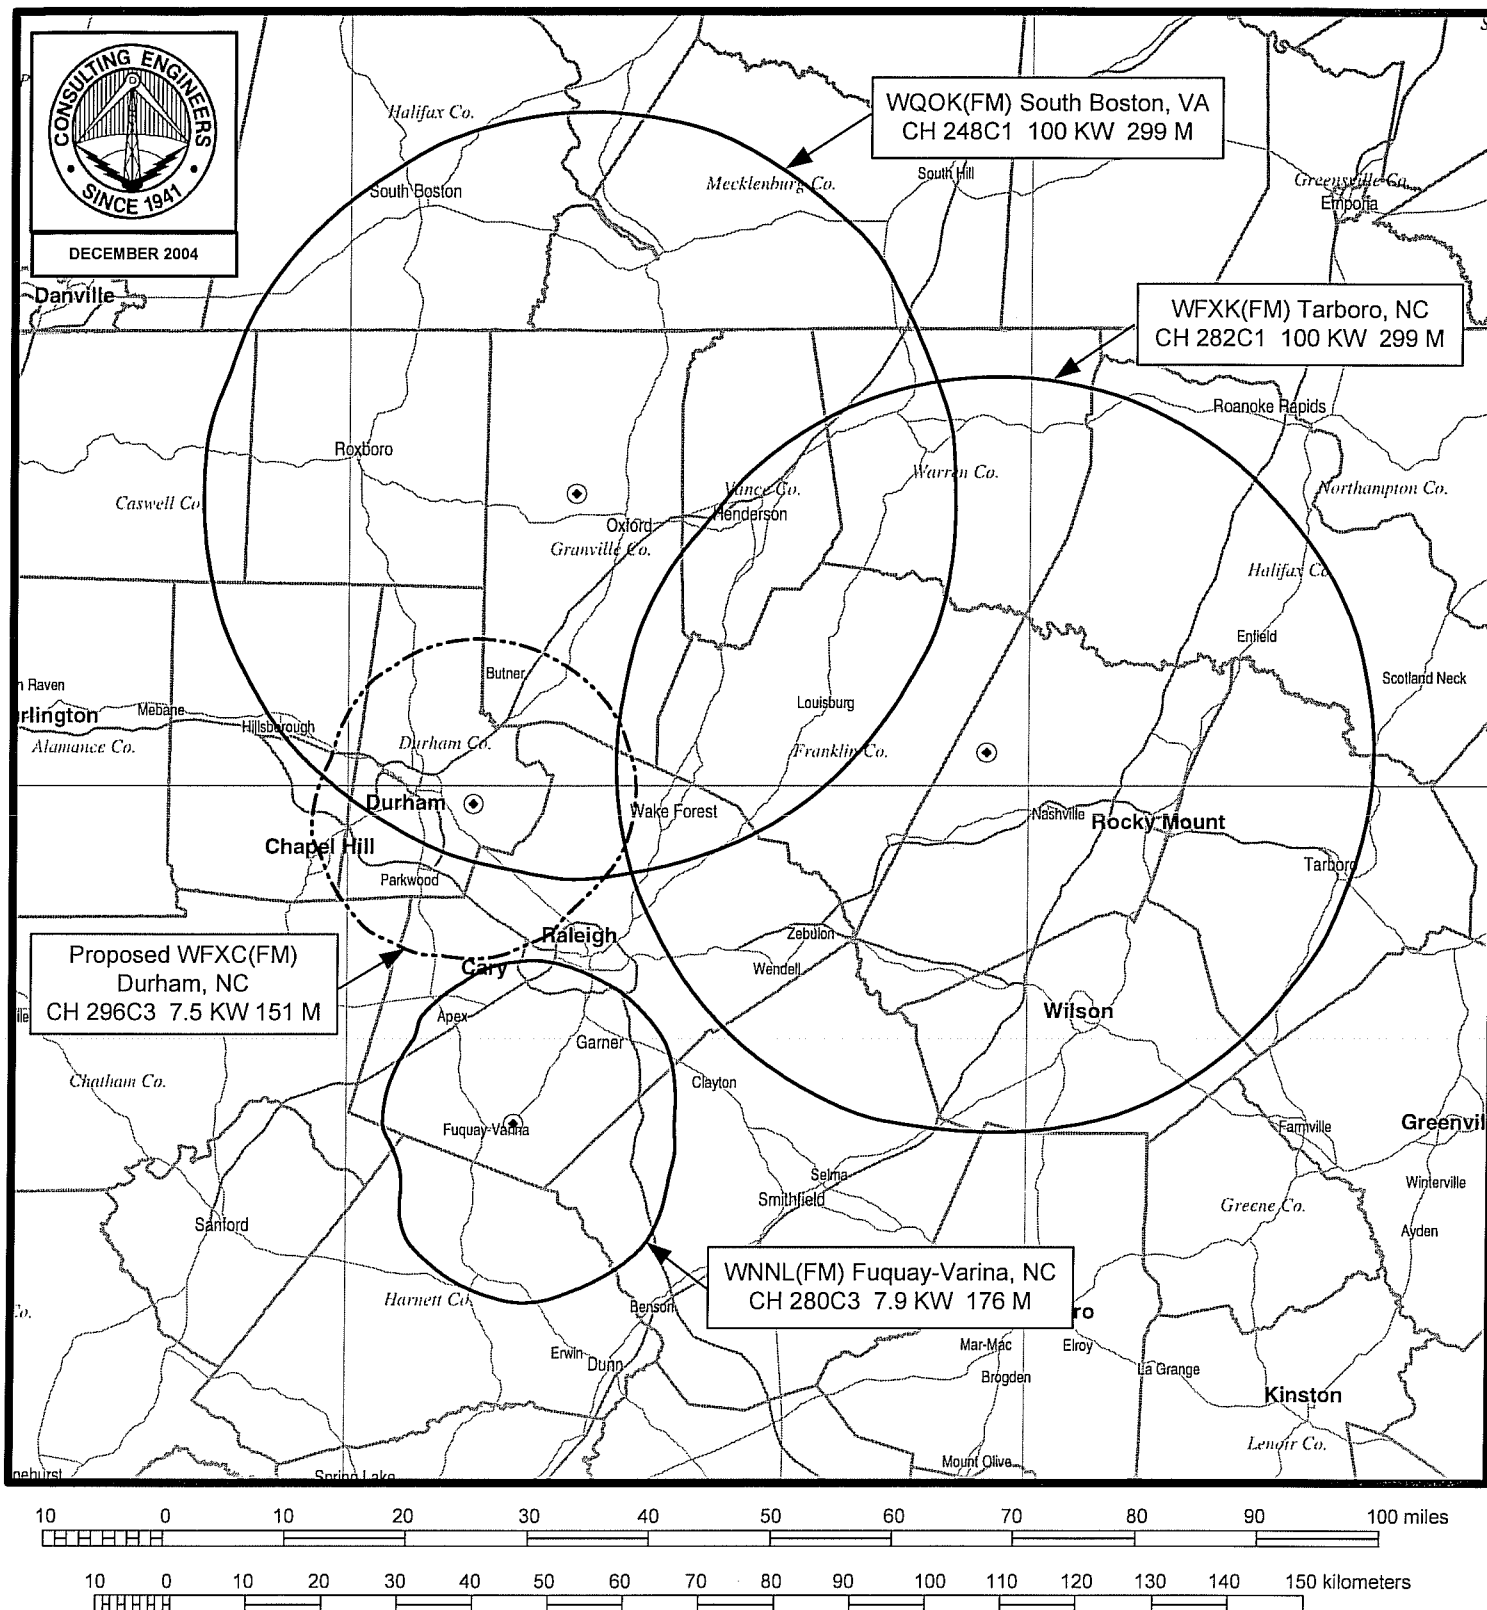 CONSULTING ENGINEERS
SINCE 1941
DECEMBER 2004
Halifax Co.
WQOK(FM) South Boston, VA
CH 248C1 100 KW 299 M
South Boston
Mecklenburg Co.
South Hill
Greensville Co.
Emporia
Danville
WFXK(FM) Tarboro, NC
CH 282C1 100 KW 299 M
Roanoke Rapids
Roxboro
Caswell Co.
Vance Co.
Warren Co.
Northampton Co.
Oxford
Henderson
Granville Co.
Halifax Co.
Enfield
Butner
Scotland Neck
n Raven
rlington
Mebane
Hillsborough
Louisburg
Alamance Co.
Durham Co.
Franklin Co.
Durham
Wake Forest
Nashville
Rocky Mount
Chapel Hill
Parkwood
Tarboro
Raleigh
Zebulon
Cary
Wendell
Proposed WFXC(FM)
Durham, NC
CH 296C3 7.5 KW 151 M
Apex
Garner
Wilson
Chatham Co.
Clayton
Fuquay-Varina
Farmville
Greenvil
Selma
Smithfield
Winterville
Sanford
Greene Co.
Ayden
WNNL(FM) Fuquay-Varina, NC
CH 280C3 7.9 KW 176 M
Harnett Co.
Benson
ro
Co.
Erwin
Dunn
Mar-Mac
Elroy
Brogden
La Grange
Kinston
Lenoir Co.
Mount Olive
nehurst
Spring Lake
10 0 10 20 30 40 50 60 70 80 90 100 miles
10 0 10 20 30 40 50 60 70 80 90 100 110 120 130 140 150 kilometers